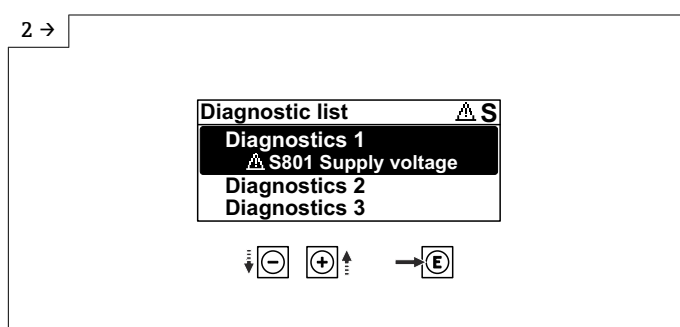 2 →
Diagnostic list ⚠ S
Diagnostics 1
⚠ S801 Supply voltage
Diagnostics 2
Diagnostics 3
− + E